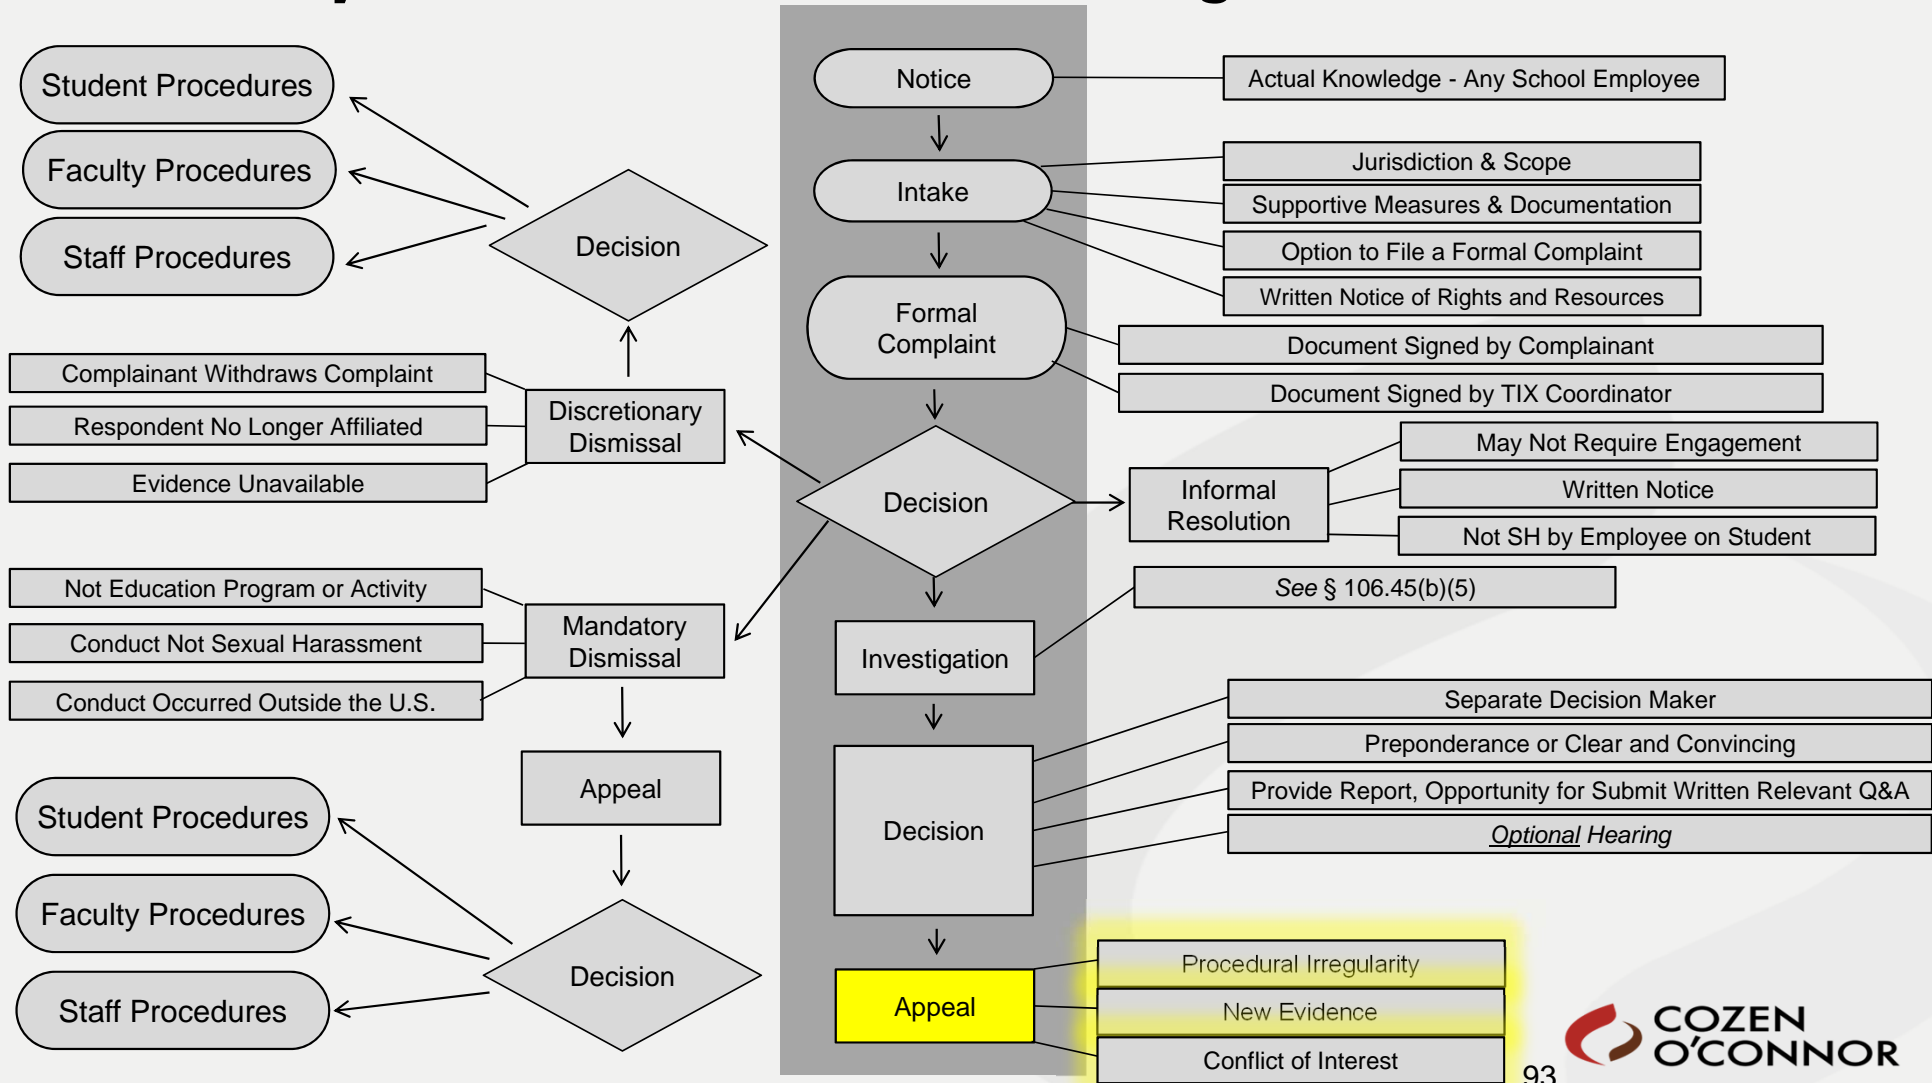 Student Procedures
Faculty Procedures
Staff Procedures
Decision
Complainant Withdraws Complaint
Respondent No Longer Affiliated
Evidence Unavailable
Discretionary
Dismissal
Not Education Program or Activity
Conduct Not Sexual Harassment
Conduct Occurred Outside the U.S.
Mandatory
Dismissal
Appeal
Student Procedures
Faculty Procedures
Staff Procedures
Decision
Notice
Actual Knowledge - Any School Employee
Intake
Jurisdiction & Scope
Supportive Measures & Documentation
Option to File a Formal Complaint
Written Notice of Rights and Resources
Formal
Complaint
Document Signed by Complainant
Document Signed by TIX Coordinator
Decision
Informal
Resolution
May Not Require Engagement
Written Notice
Not SH by Employee on Student
See § 106.45(b)(5)
Investigation
Decision
Separate Decision Maker
Preponderance or Clear and Convincing
Provide Report, Opportunity for Submit Written Relevant Q&A
Optional Hearing
Appeal
Procedural Irregularity
New Evidence
Conflict of Interest
93
COZEN
O'CONNOR